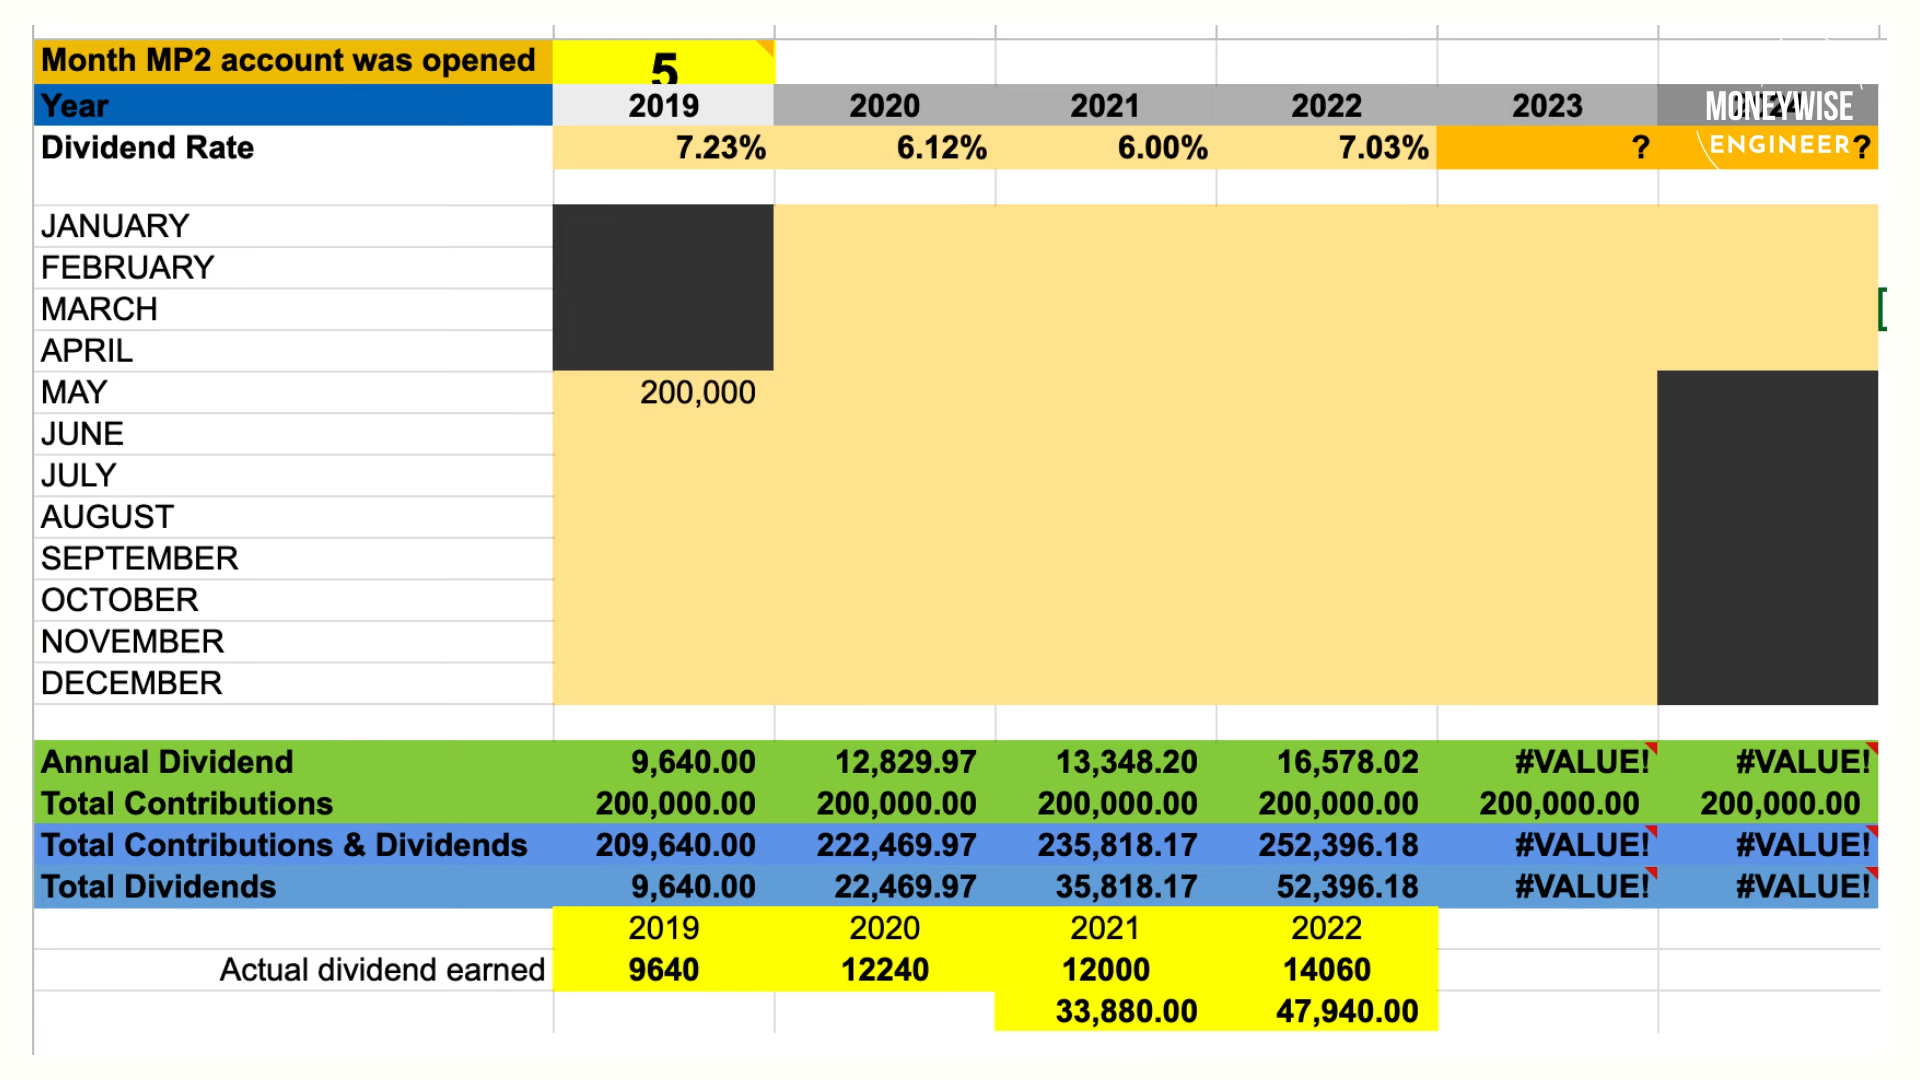 Month MP2 account was opened 5
Year 2019 2020 2021 2022 2023
MONEYWISE
ENGINEER
Dividend Rate 7.23% 6.12% 6.00% 7.03% ? ?
JANUARY
FEBRUARY
MARCH
APRIL
MAY 200,000
JUNE
JULY
AUGUST
SEPTEMBER
OCTOBER
NOVEMBER
DECEMBER
Annual Dividend 9,640.00 12,829.97 13,348.20 16,578.02 #VALUE! #VALUE!
Total Contributions 200,000.00 200,000.00 200,000.00 200,000.00 200,000.00 200,000.00
Total Contributions & Dividends 209,640.00 222,469.97 235,818.17 252,396.18 #VALUE! #VALUE!
Total Dividends 9,640.00 22,469.97 35,818.17 52,396.18 #VALUE! #VALUE!
2019 2020 2021 2022
Actual dividend earned 9640 12240 12000 14060
33,880.00 47,940.00